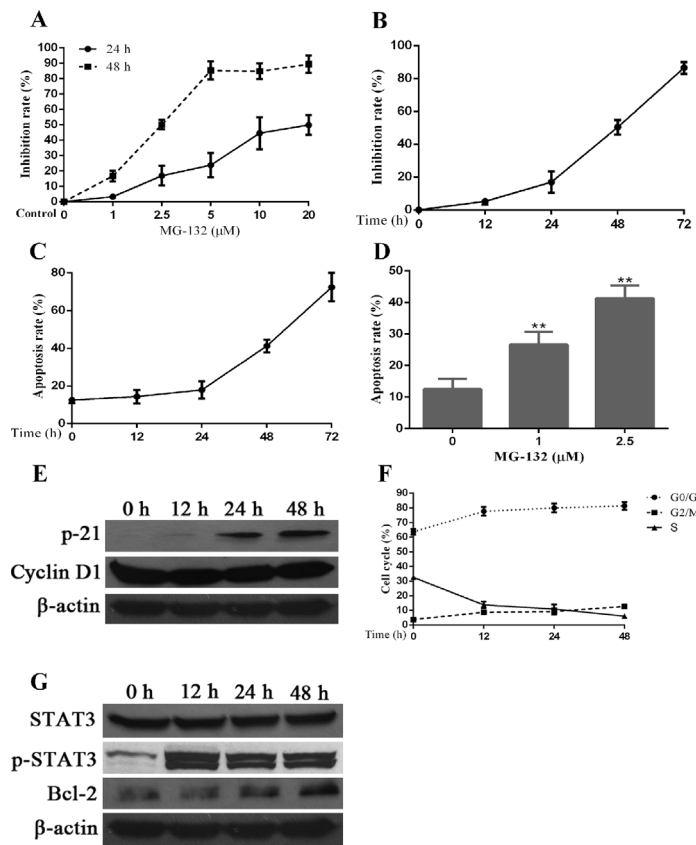 A
24 h
48 h
Inhibition rate (%)
100
90
80
70
60
50
40
30
20
10
0
Control
0 1 2.5 5 10 20
MG-132 (μM)
B
Inhibition rate (%)
100
80
60
40
20
0
Time (h)
0 12 24 48 72
C
Apoptosis rate (%)
80
60
40
20
0
Time (h)
0 12 24 48 72
D
Apoptosis rate (%)
50
40
30
20
10
0
**
**
0 1 2.5
MG-132 (μM)
E
0 h 12 h 24 h 48 h
p-21
Cyclin D1
β-actin
F
Cell cycle (%)
90
80
70
60
50
40
30
20
10
0
Time (h)
0 12 24 48
G0/G
G2/M
S
G
0 h 12 h 24 h 48 h
STAT3
p-STAT3
Bcl-2
β-actin